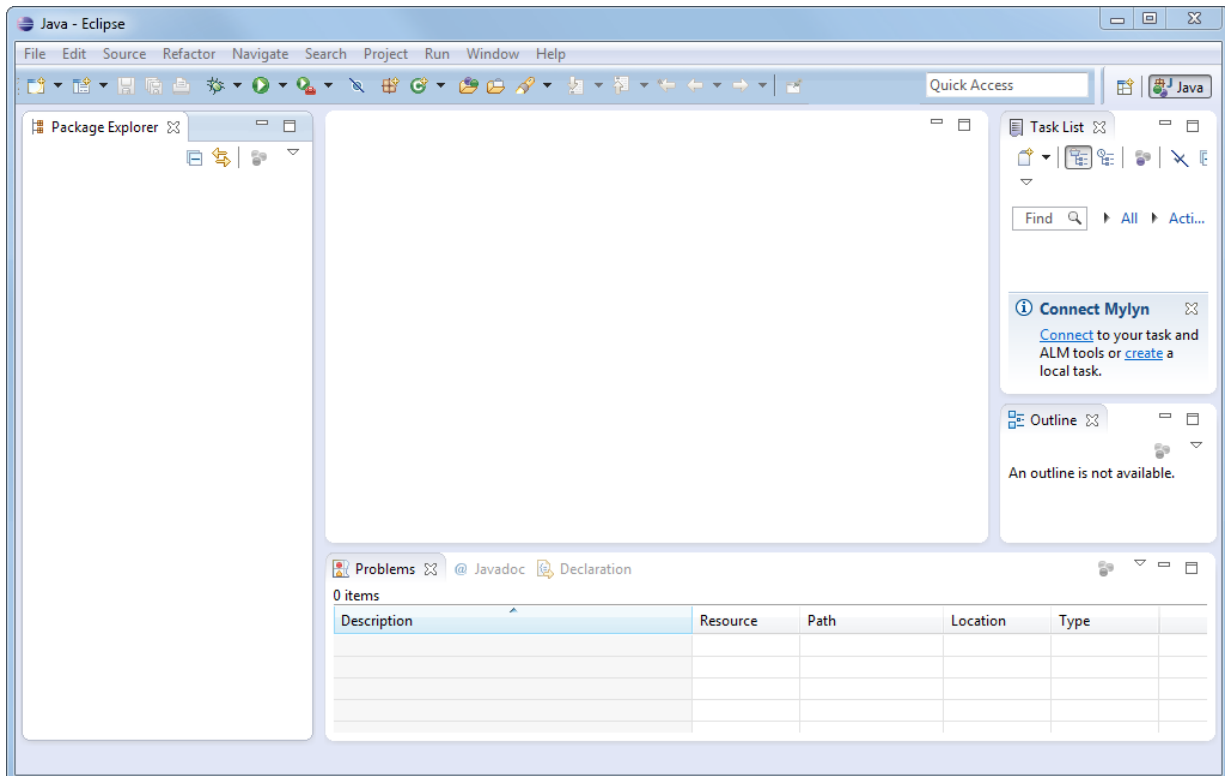 Java - Eclipse
File Edit Source Refactor Navigate Search Project Run Window Help
Quick Access
Java
Package Explorer
Task List
Find All Acti...
Connect Mylyn
Connect to your task and
ALM tools or create a
local task.
Outline
An outline is not available.
Problems @ Javadoc Declaration
0 items
Description Resource Path Location Type